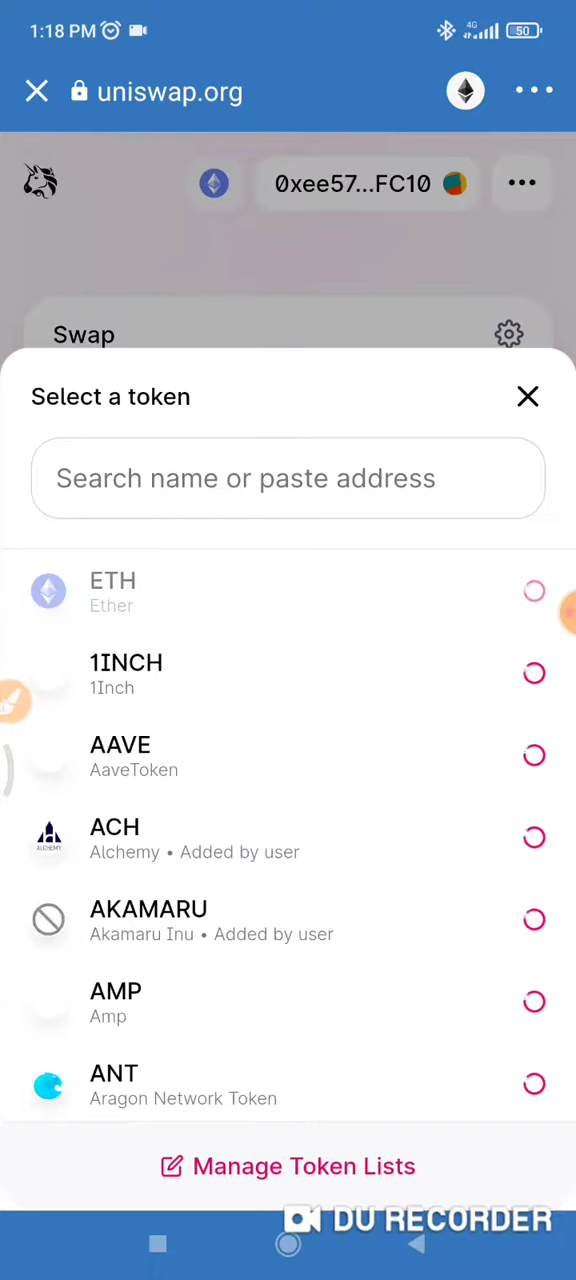 1:18 PM
4G
50
uniswap.org
0xee57...FC10
Swap
Select a token
Search name or paste address
ETH
Ether
1INCH
1Inch
AAVE
AaveToken
ACH
ALCHEMY
Alchemy • Added by user
AKAMARU
Akamaru Inu • Added by user
AMP
Amp
ANT
Aragon Network Token
Manage Token Lists
DU RECORDER